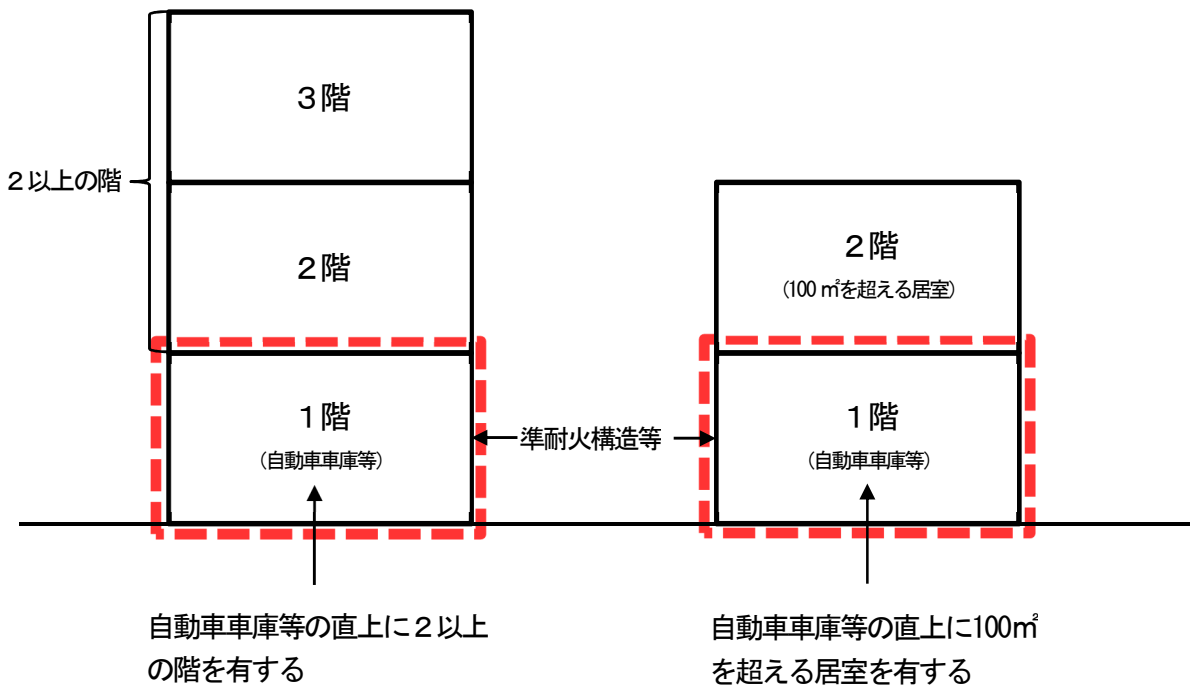 ３階
２以上の階
２階
２階
(100 ㎡を超える居室)
１階
(自動車車庫等)
準耐火構造等
１階
(自動車車庫等)
自動車車庫等の直上に２以上
の階を有する
自動車車庫等の直上に100㎡
を超える居室を有する